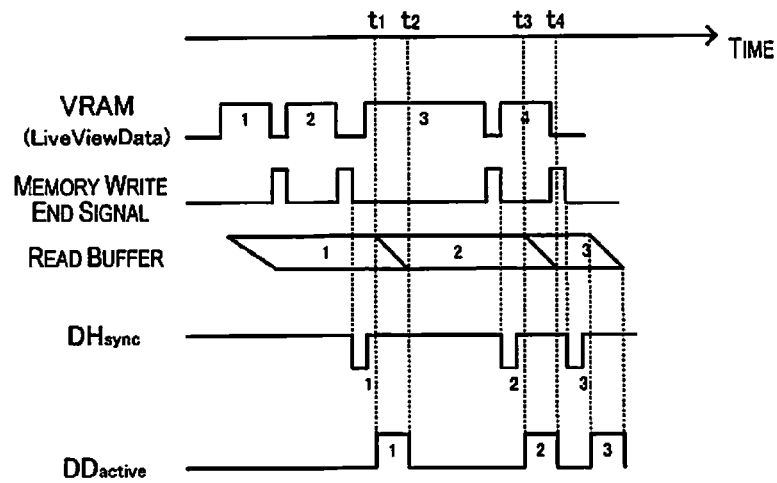 t1 t2 t3 t4
TIME
VRAM
(LiveViewData)
1 2 3 4
MEMORY WRITE
END SIGNAL
READ BUFFER
1 2 3
DHsync
1 2 3
DDactive
1 2 3